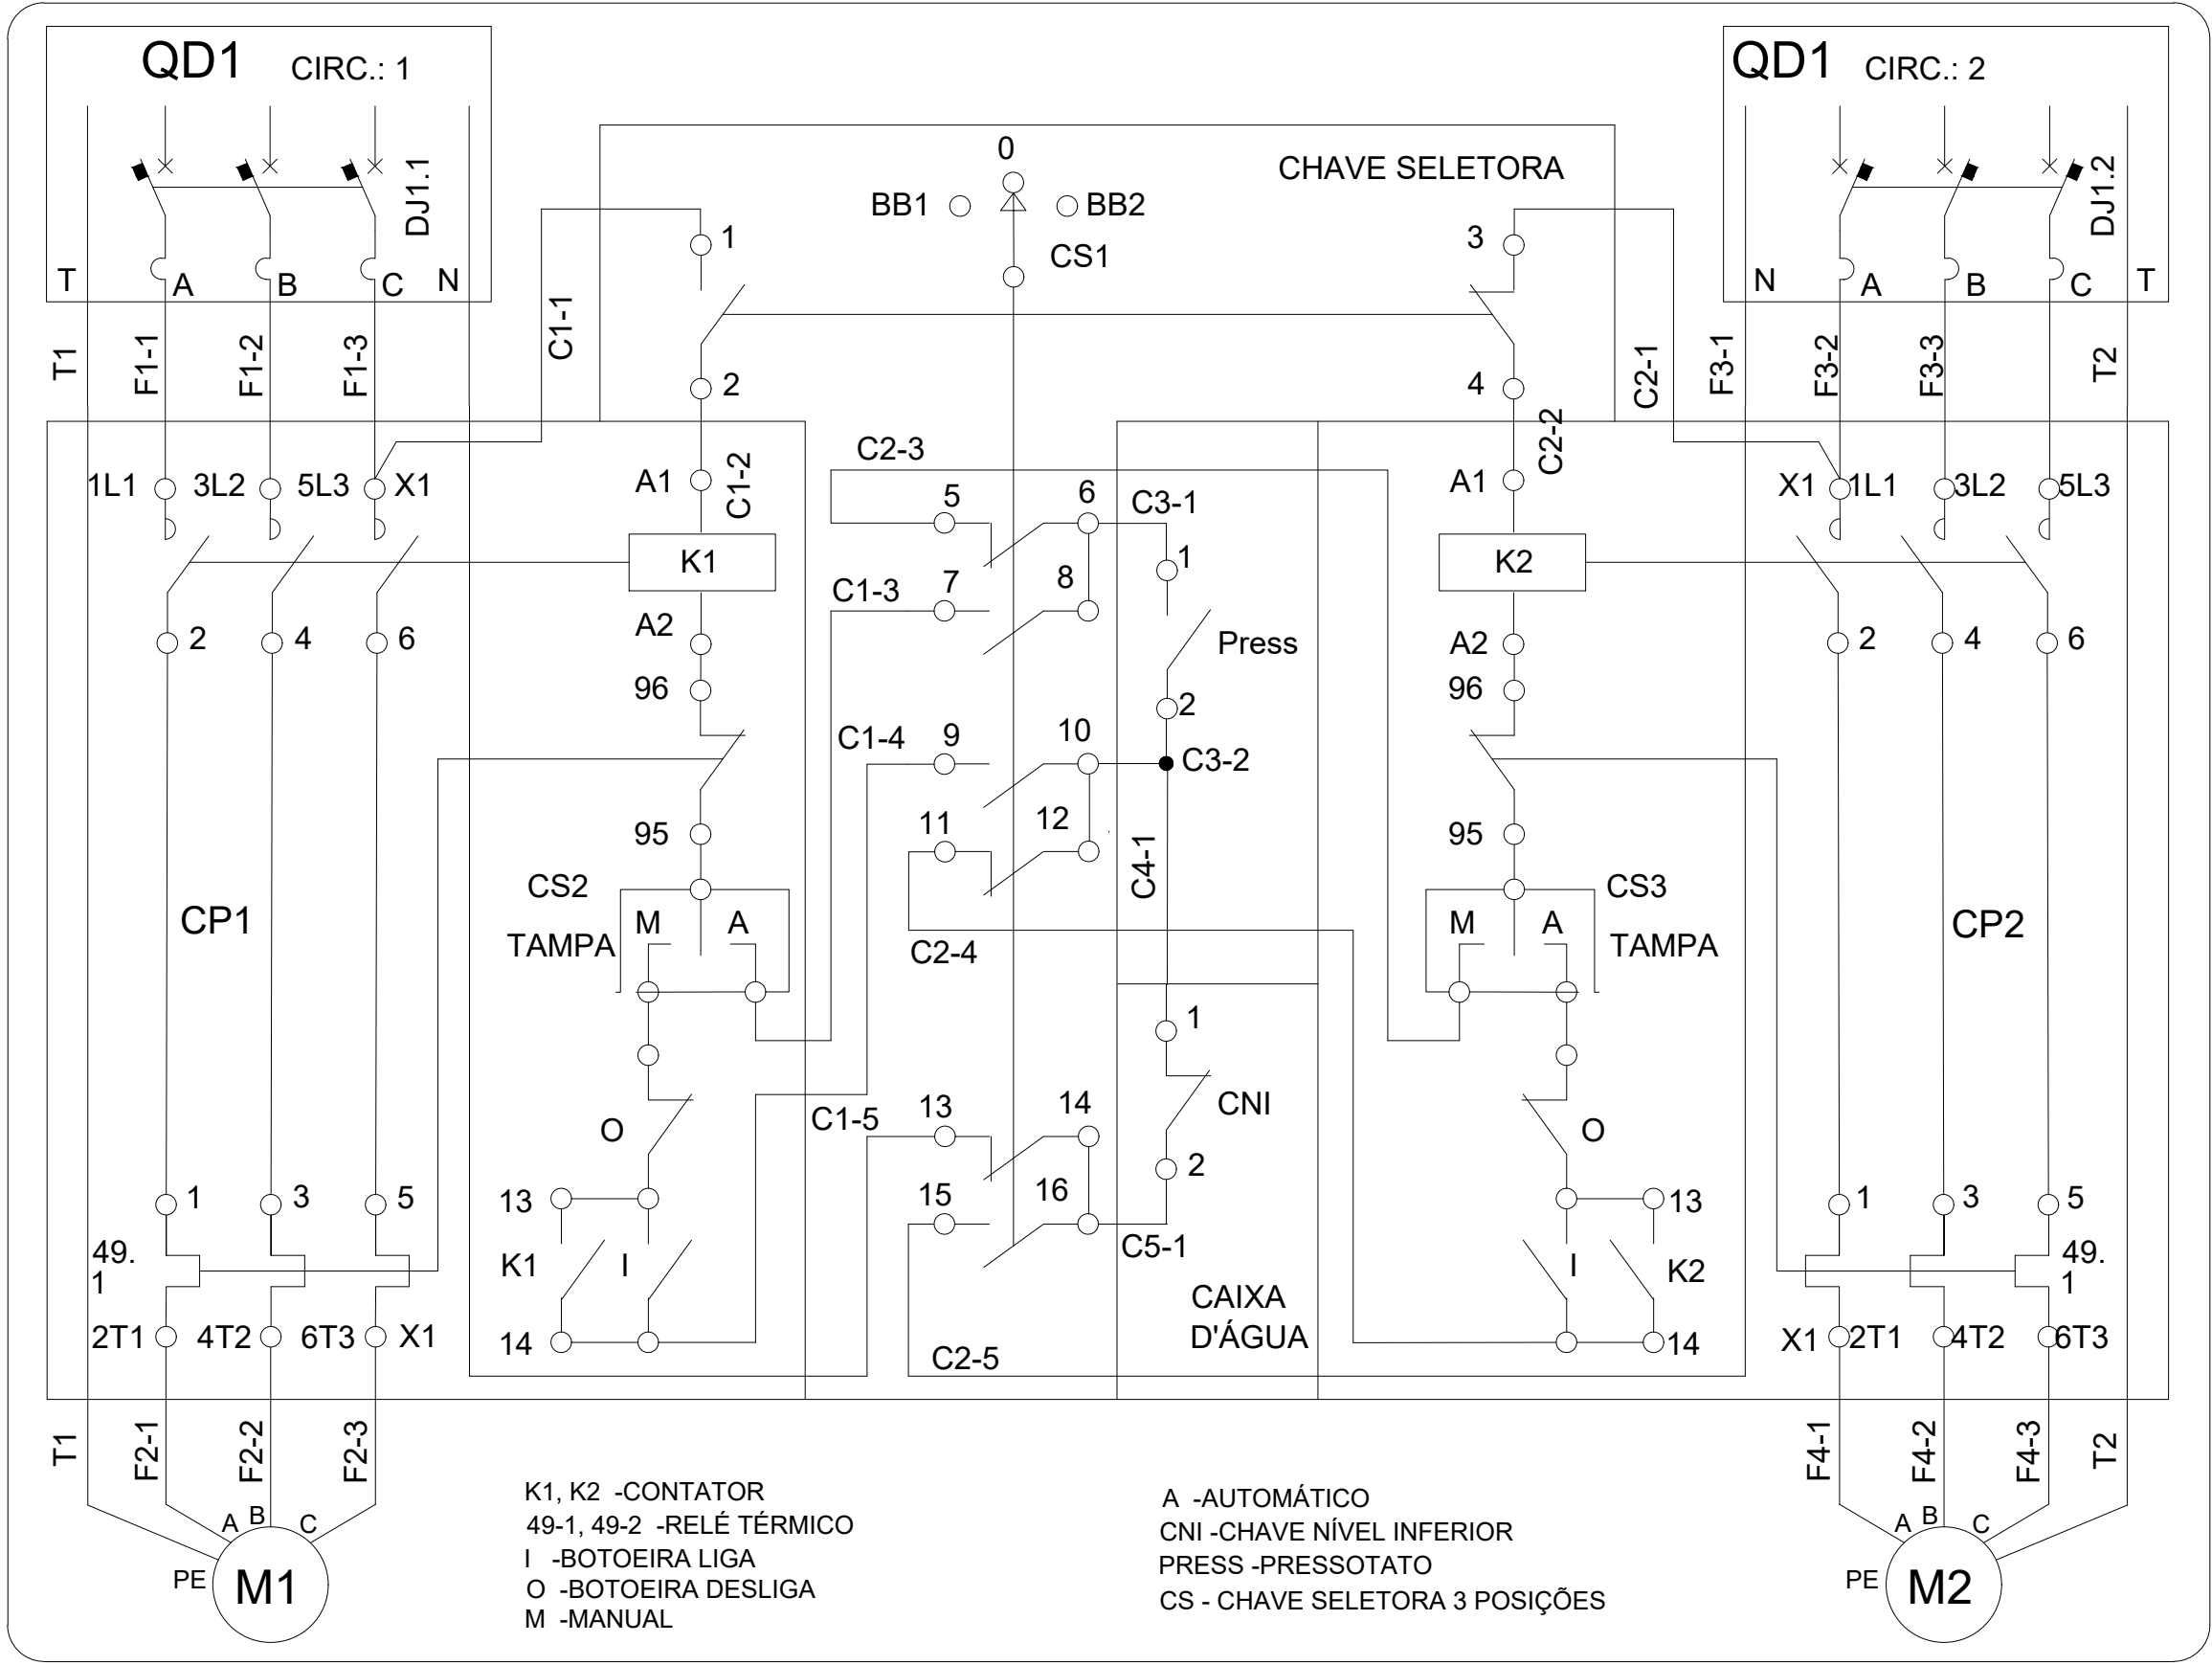 QD1 CIRC.: 1
DJ1.1
T A B C N
T1 F1-1 F1-2 F1-3 C1-1
QD1 CIRC.: 2
DJ1.2
N A B C T
C2-1 F3-1 F3-2 F3-3 T2
CHAVE SELETORA
0
BB1 BB2
CS1
1 3
2 4
C1-2 C2-2
1L1 3L2 5L3 X1
A1
K1
2 4 6
A2
96
95
CS2
M A
TAMPA
CP1
O
13
K1 I
14
1 3 5
49.
1
2T1 4T2 6T3 X1
C2-3
5 6 C3-1
C1-3 7 8
1
Press
2
C1-4 9 10 C3-2
11 12
C4-1
C2-4
1
CNI
2
C1-5 13 14
15 16
C5-1
C2-5
CAIXA
D'ÁGUA
A1
K2
A2
96
95
CS3
M A
TAMPA
CP2
O
13
I K2
14
X1 1L1 3L2 5L3
2 4 6
1 3 5
49.
1
X1 2T1 4T2 6T3
T1 F2-1 F2-2 F2-3
A B C
PE M1
F4-1 F4-2 F4-3 T2
A B C
PE M2
K1, K2 -CONTATOR
49-1, 49-2 -RELÉ TÉRMICO
I -BOTOEIRA LIGA
O -BOTOEIRA DESLIGA
M -MANUAL
A -AUTOMÁTICO
CNI -CHAVE NÍVEL INFERIOR
PRESS -PRESSOTATO
CS - CHAVE SELETORA 3 POSIÇÕES